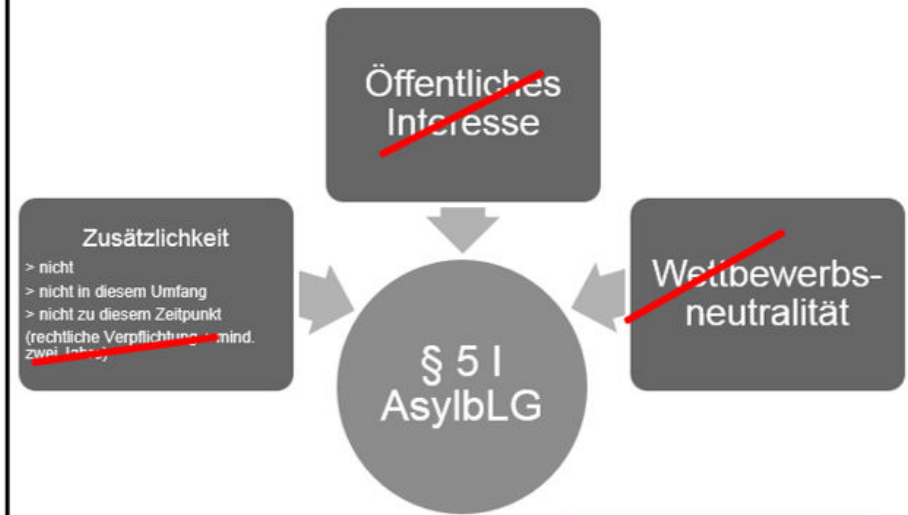 Öffentliches
Interesse
Zusätzlichkeit
> nicht
> nicht in diesem Umfang
> nicht zu diesem Zeitpunkt
(rechtliche Verpflichtung : mind.
zwei Jahre)
Wettbewerbs-
neutralität
§ 5 I
AsylbLG